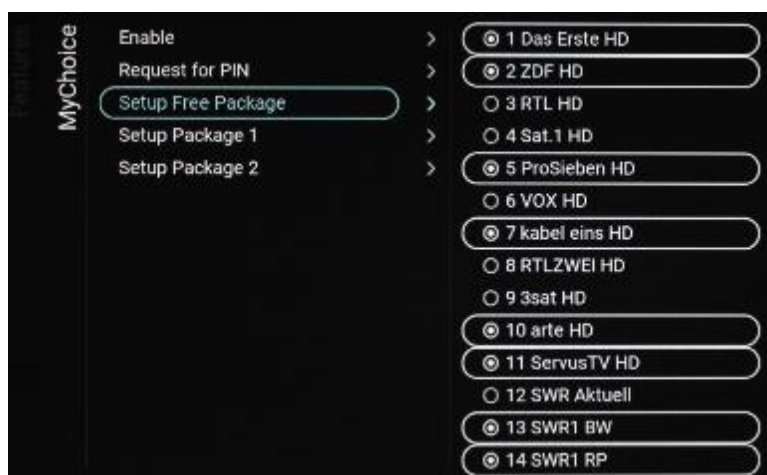 Features
MyChoice
Enable
Request for PIN
Setup Free Package
Setup Package 1
Setup Package 2
1 Das Erste HD
2 ZDF HD
3 RTL HD
4 Sat.1 HD
5 ProSieben HD
6 VOX HD
7 kabel eins HD
8 RTLZWEI HD
9 3sat HD
10 arte HD
11 ServusTV HD
12 SWR Aktuell
13 SWR1 BW
14 SWR1 RP